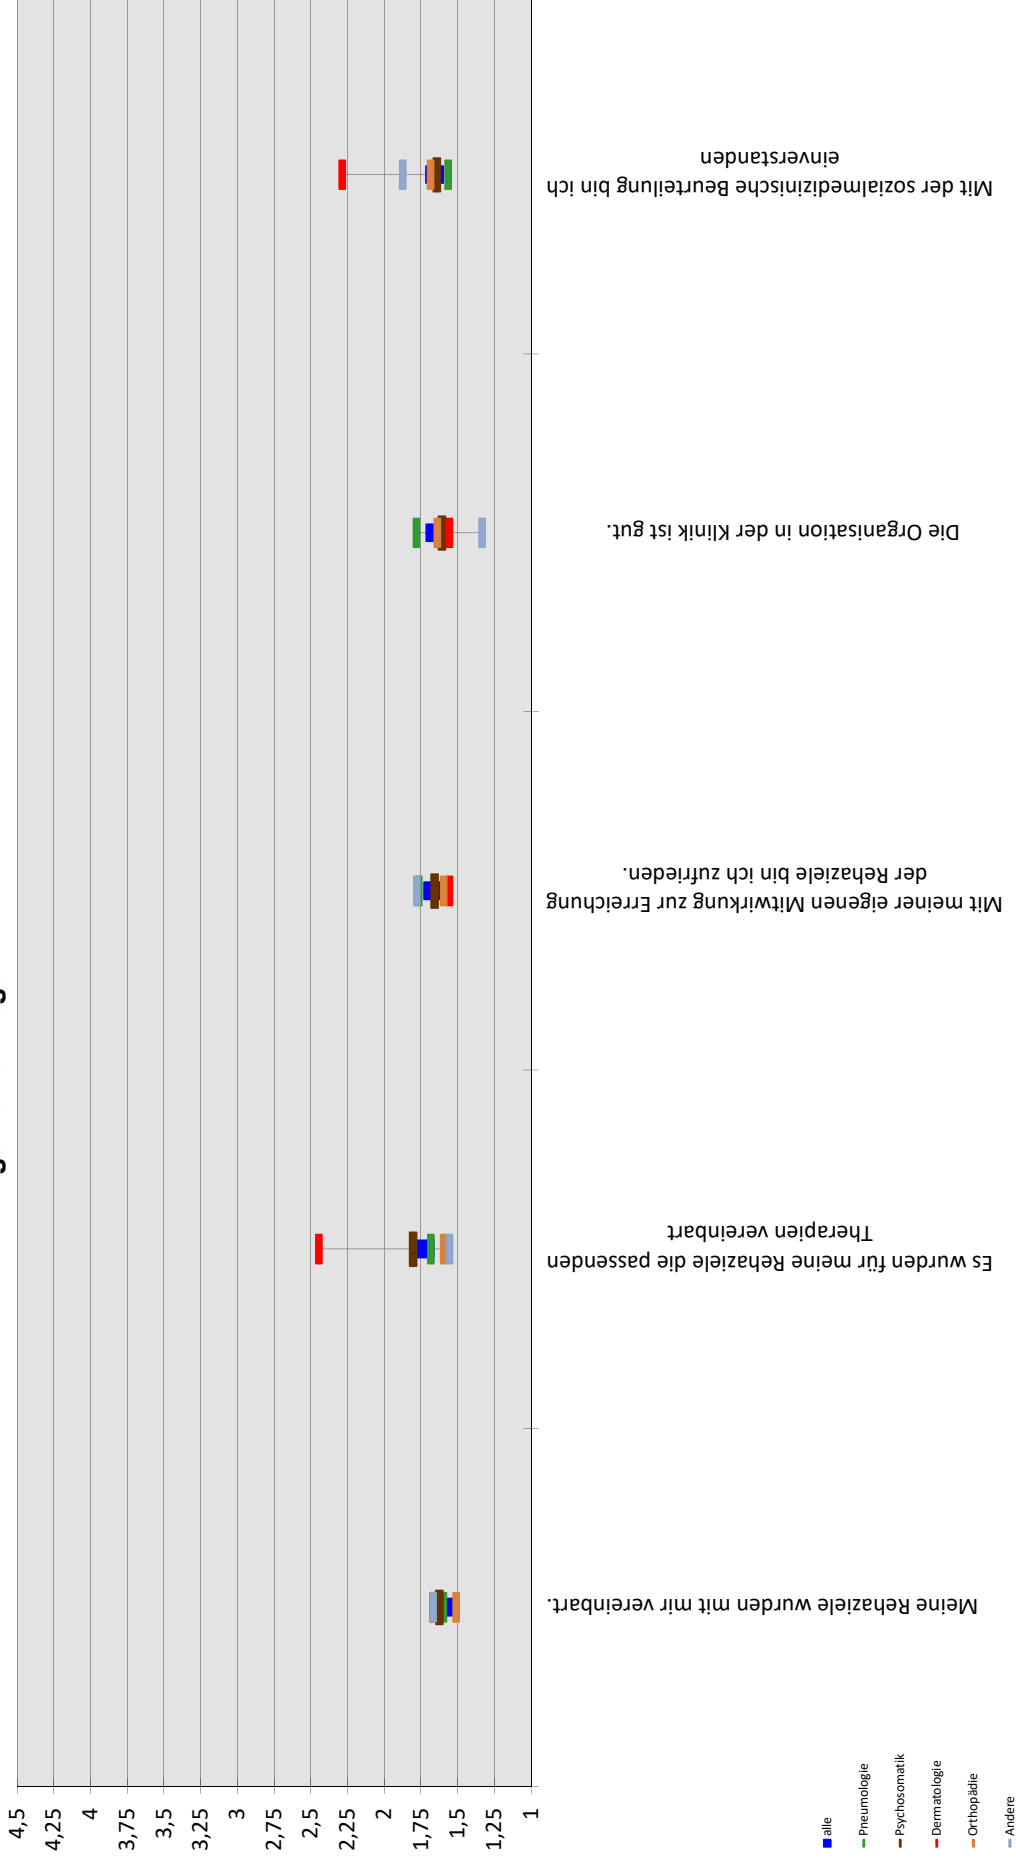 4,5
4,25
4
3,75
3,5
3,25
3
2,75
2,5
2,25
2
1,75
1,5
1,25
1
Meine Rehaziele wurden mit mir vereinbart.
Es wurden für meine Rehaziele die passenden
Therapien vereinbart
Mit meiner eigenen Mitwirkung zur Erreichung
der Rehaziele bin ich zufrieden.
Die Organisation in der Klinik ist gut.
Mit der sozialmedizinische Beurteilung bin ich
einverstanden
alle
Pneumologie
Psychosomatik
Dermatologie
Orthopädie
Andere